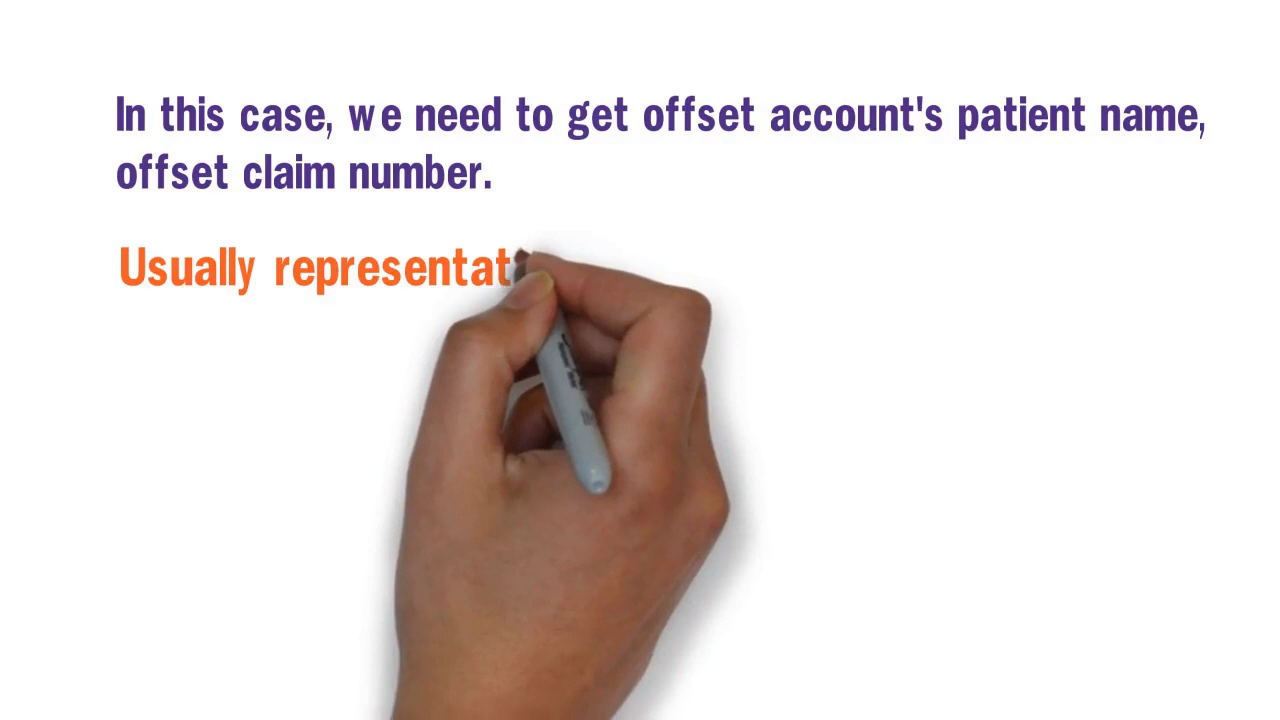 In this case, we need to get offset account's patient name,
offset claim number.
Usually representat